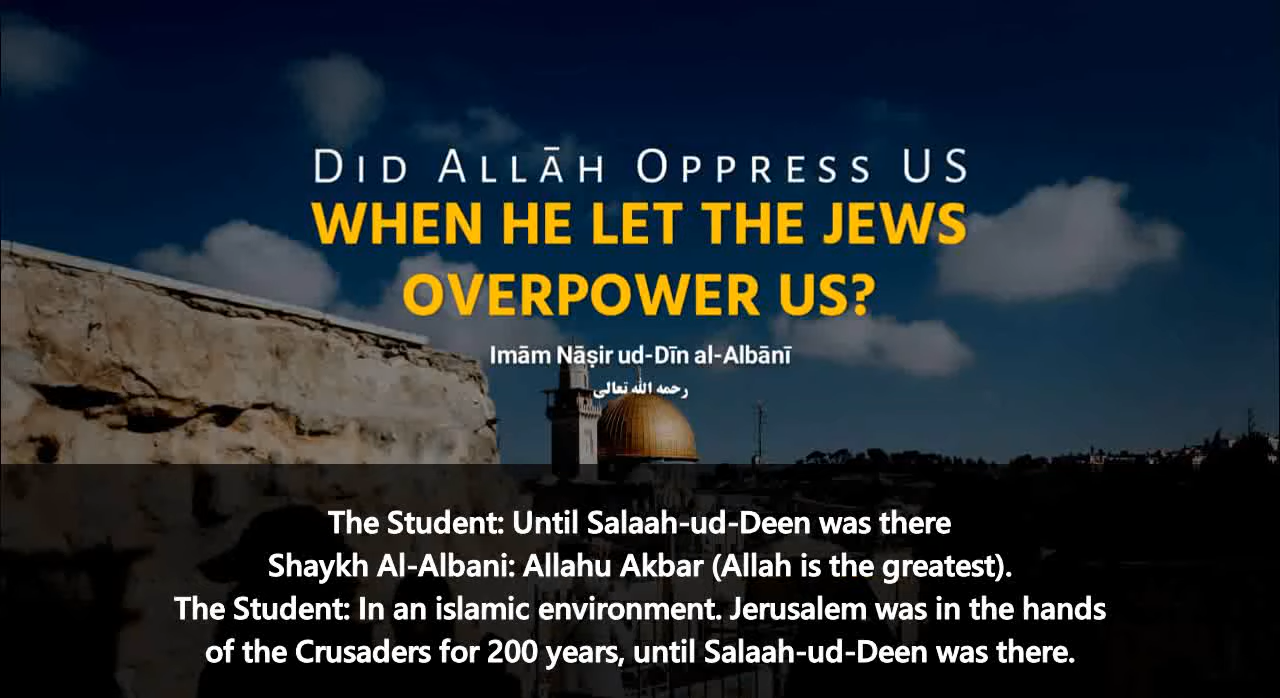 DID ALLĀH OPPRESS US
WHEN HE LET THE JEWS
OVERPOWER US?
Imām Nāṣir ud-Dīn al-Albānī
رحمه الله تعالى
The Student: Until Salaah-ud-Deen was there
Shaykh Al-Albani: Allahu Akbar (Allah is the greatest).
The Student: In an islamic environment. Jerusalem was in the hands
of the Crusaders for 200 years, until Salaah-ud-Deen was there.